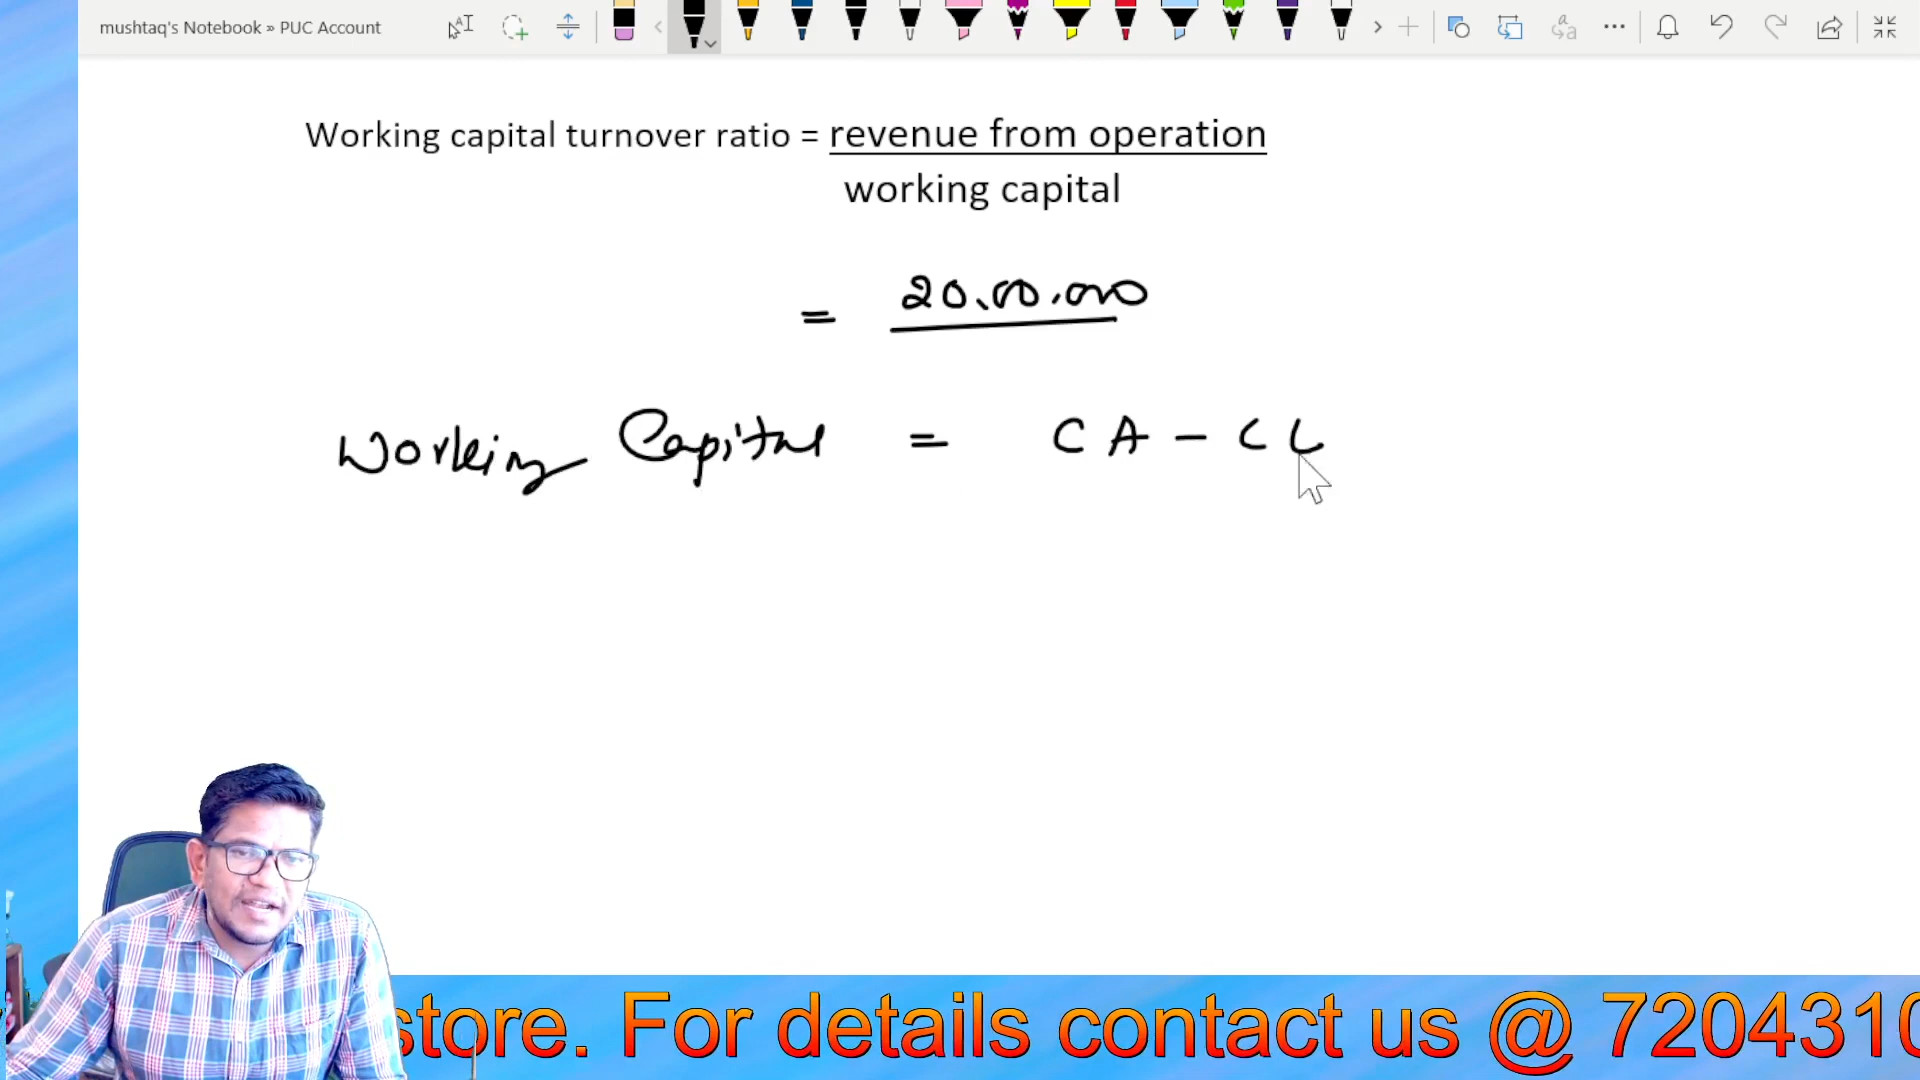 mushtaq's Notebook » PUC Account
Working capital turnover ratio = revenue from operation
working capital
= 20,00,000
Working Capital = CA - CL
store. For details contact us @ 7204310